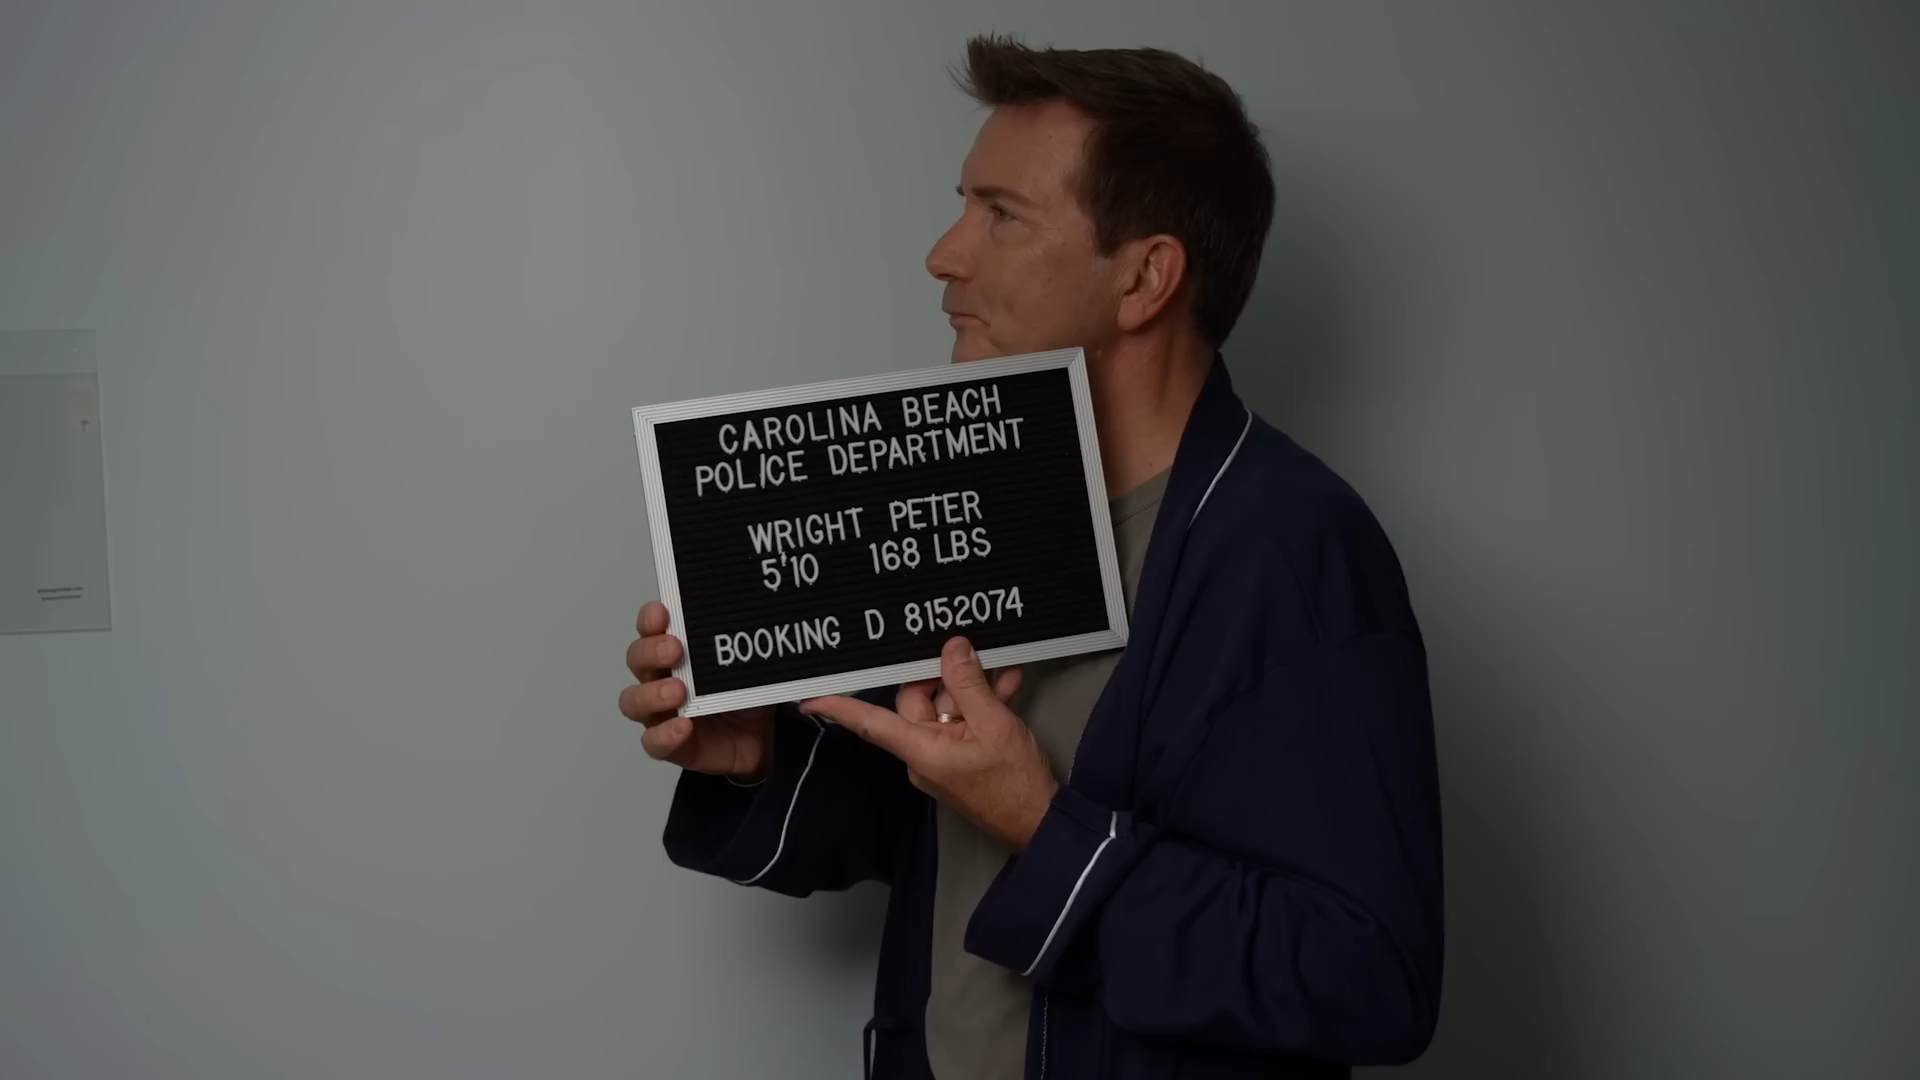 CAROLINA BEACH
POLICE DEPARTMENT
WRIGHT PETER
5'10 168 LBS
BOOKING D 8152074